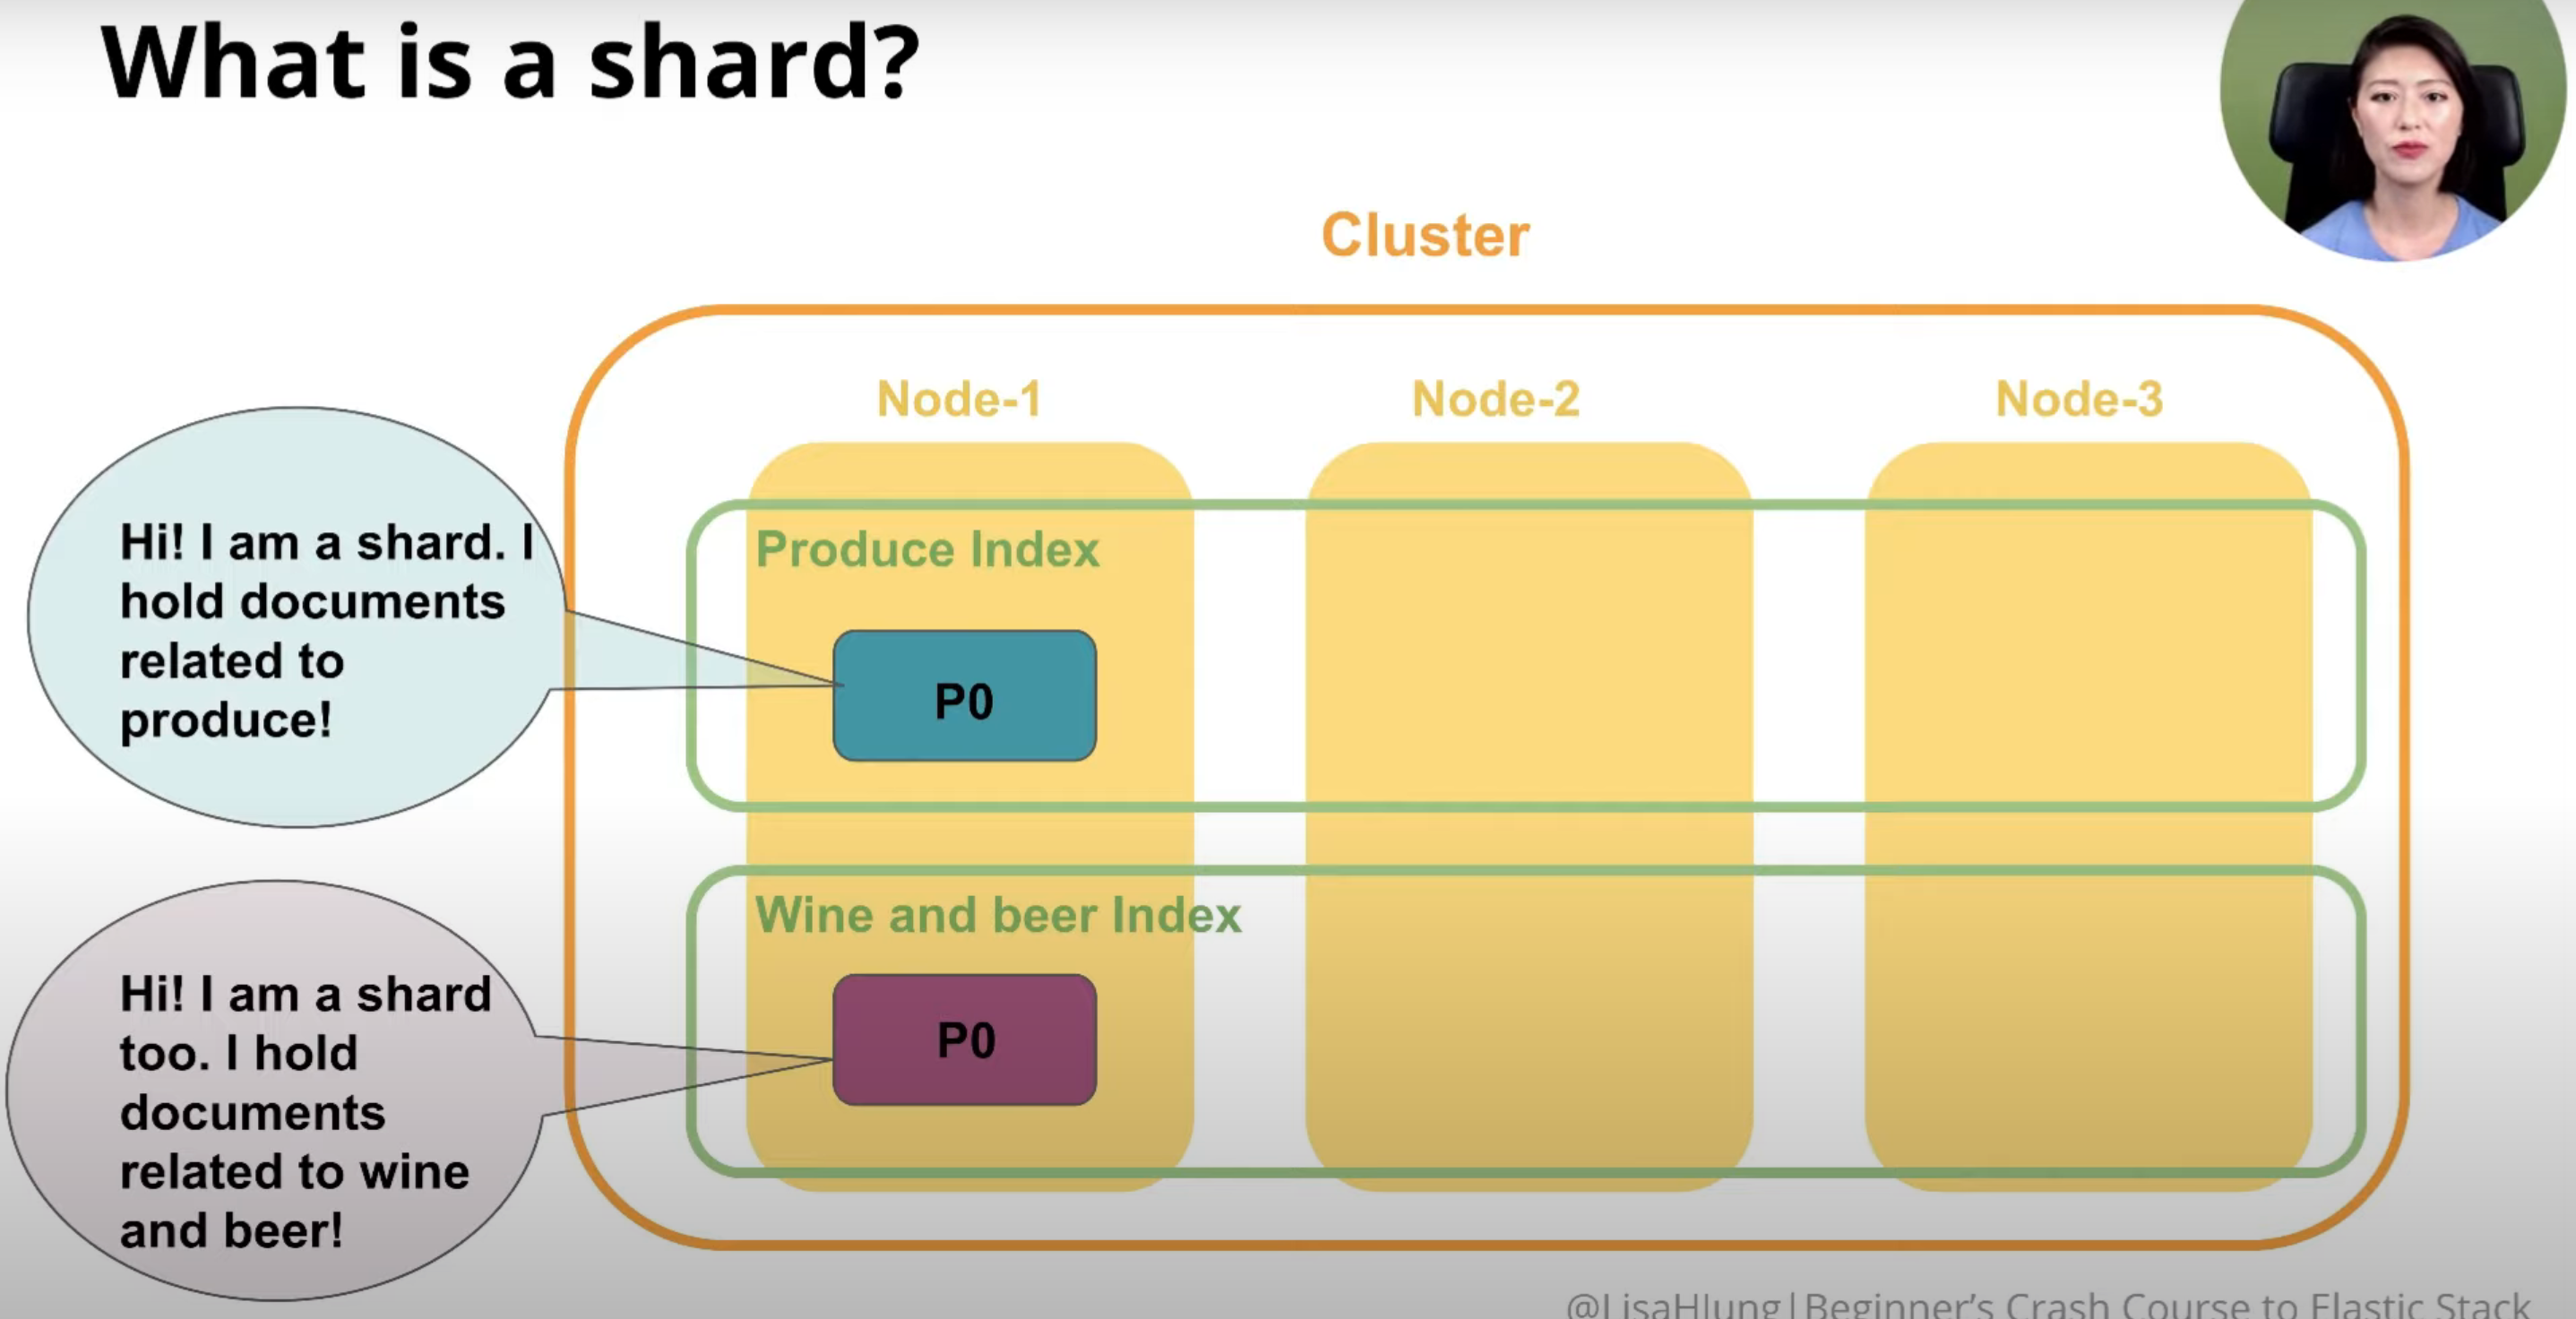 What is a shard?
Cluster
Node-1
Node-2
Node-3
Hi! I am a shard. I
hold documents
related to
produce!
Produce Index
P0
Wine and beer Index
P0
Hi! I am a shard
too. I hold
documents
related to wine
and beer!
@LisaHJung|Beginner's Crash Course to Elastic Stack